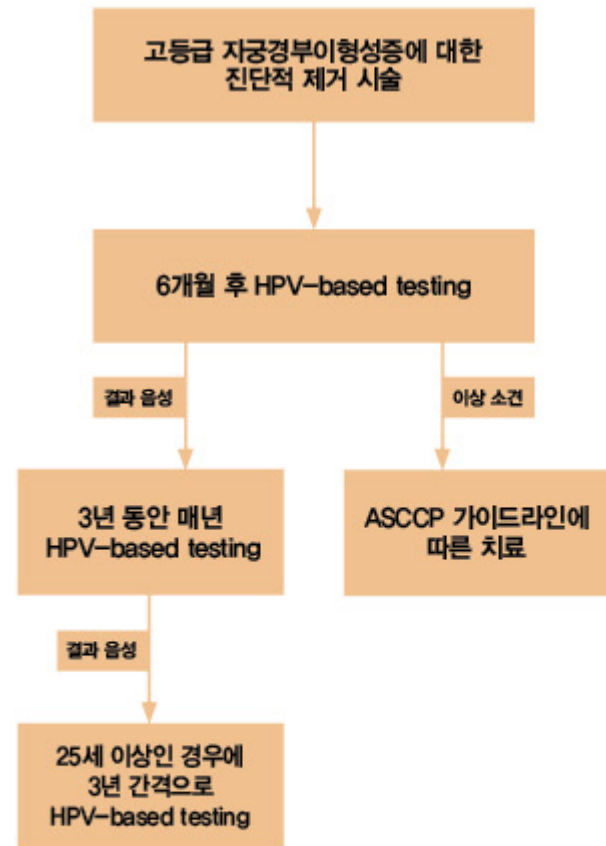 고등급 자궁경부이형성증에 대한
진단적 제거 시술
6개월 후 HPV-based testing
결과 음성
이상 소견
3년 동안 매년
HPV-based testing
ASCCP 가이드라인에
따른 치료
결과 음성
25세 이상인 경우에
3년 간격으로
HPV-based testing